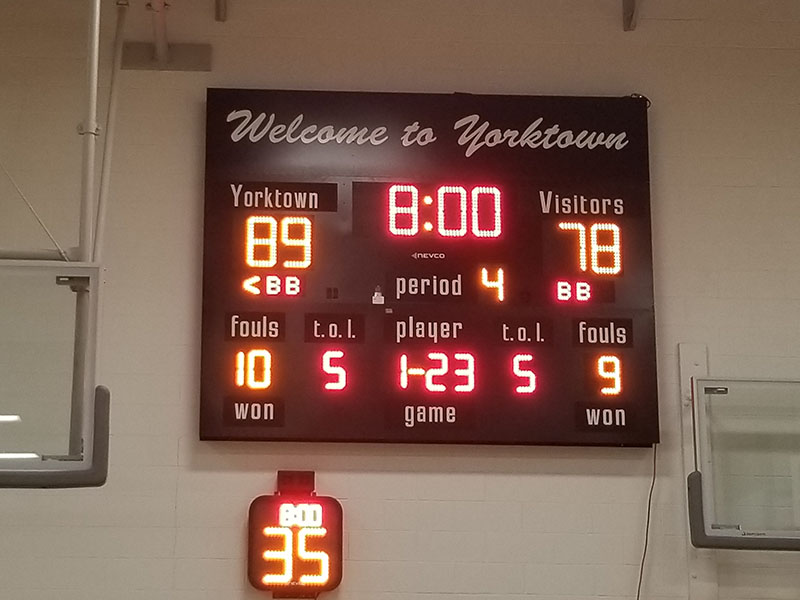 Welcome to Yorktown
Yorktown 8:00 Visitors
89 78
NEVCO
<BB period 4 BB
fouls t.o.l. player t.o.l. fouls
10 5 1-23 5 9
won game won
8:00
35